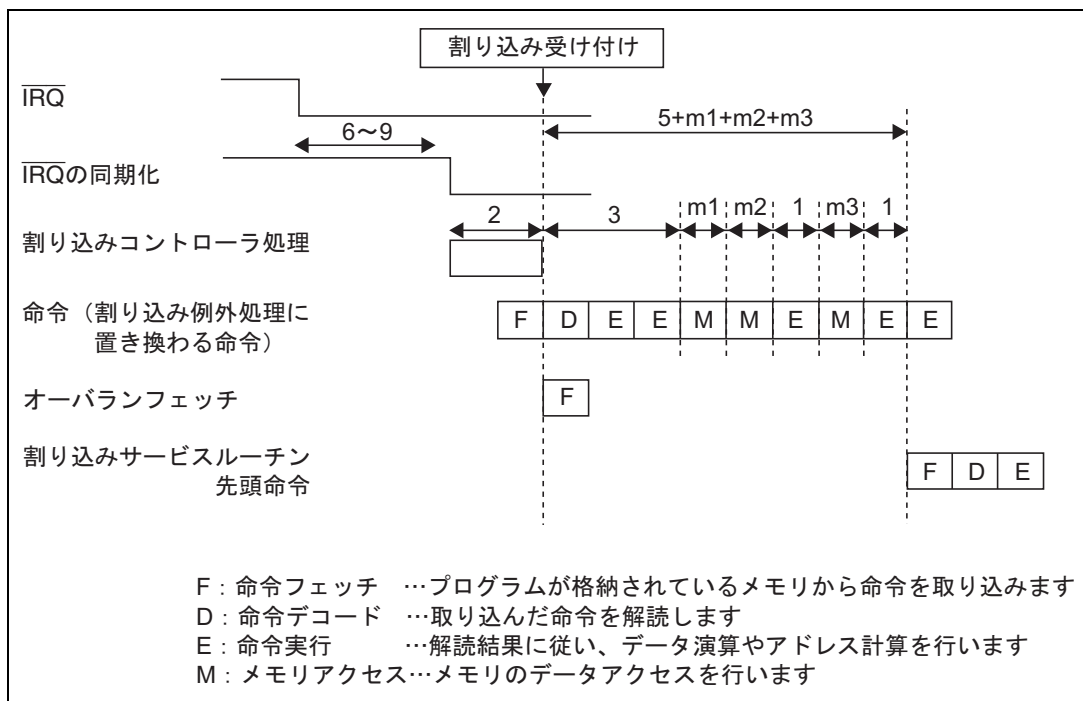 割り込み受け付け
IRQ
5+m1+m2+m3
6〜9
IRQの同期化
2 3 m1 m2 1 m3 1
割り込みコントローラ処理
命令（割り込み例外処理に
置き換わる命令）
F D E E M M E M E E
オーバランフェッチ
F
割り込みサービスルーチン
先頭命令
F D E
F：命令フェッチ …プログラムが格納されているメモリから命令を取り込みます
D：命令デコード …取り込んだ命令を解読します
E：命令実行 …解読結果に従い、データ演算やアドレス計算を行います
M：メモリアクセス…メモリのデータアクセスを行います